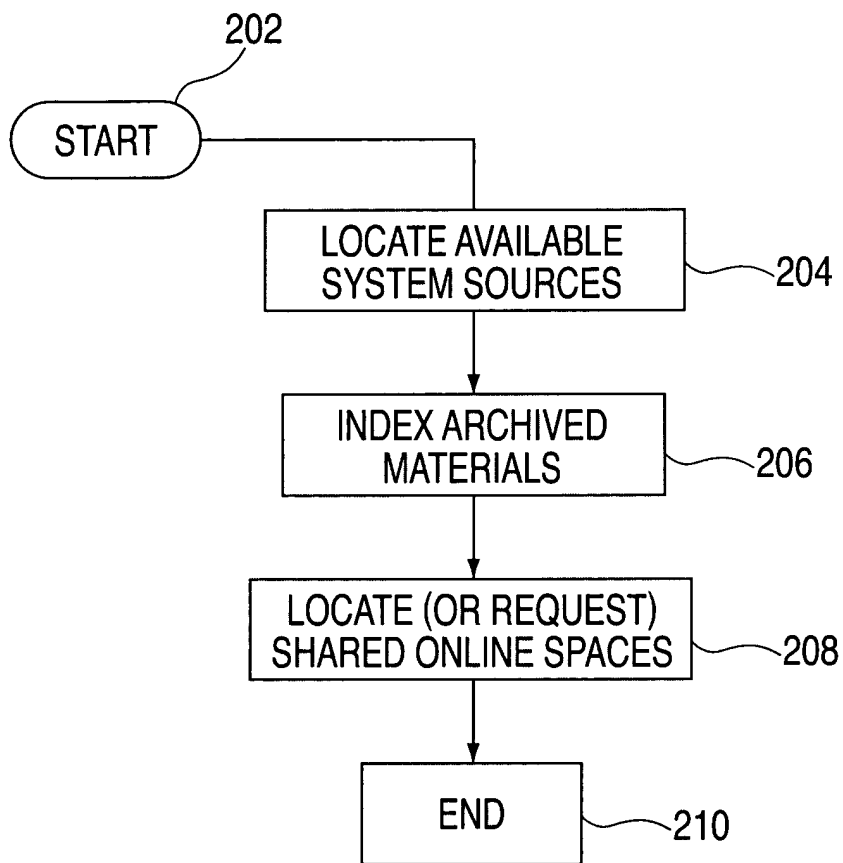 202
START
LOCATE AVAILABLE
SYSTEM SOURCES
204
INDEX ARCHIVED
MATERIALS
206
LOCATE (OR REQUEST)
SHARED ONLINE SPACES
208
END
210